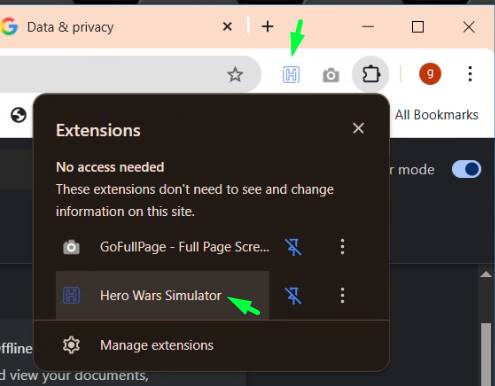 Data & privacy
g
All Bookmarks
Extensions
No access needed
These extensions don't need to see and change
information on this site.
r mode
GoFullPage - Full Page Scre...
H
Hero Wars Simulator
Manage extensions
ffline
d view your documents,